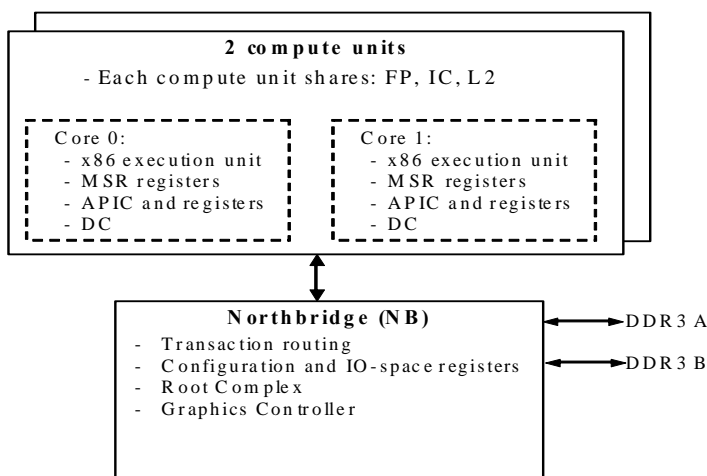 2 compute units
- Each compute unit shares: FP, IC, L2
Core 0:
- x86 execution unit
- MSR registers
- APIC and registers
- DC
Core 1:
- x86 execution unit
- MSR registers
- APIC and registers
- DC
Northbridge (NB)
- Transaction routing
- Configuration and IO-space registers
- Root Complex
- Graphics Controller
DDR3 A
DDR3 B